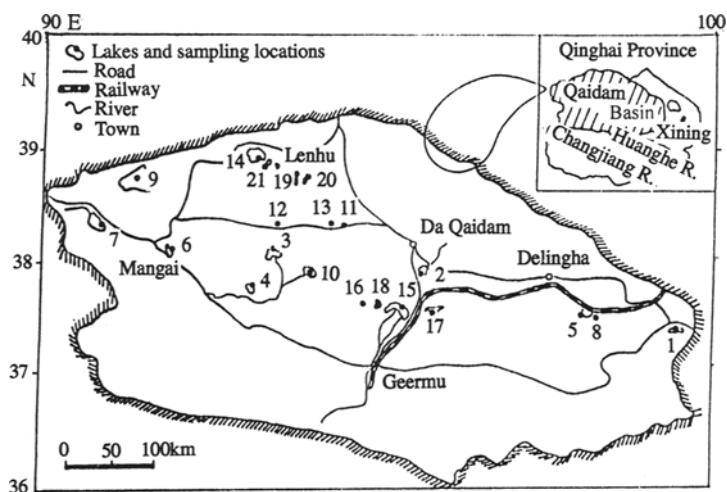 90 E
100
40
N
39
38
37
36
Lakes and sampling locations
Road
Railway
River
Town
Qinghai Province
Qaidam
Basin
Xining
Huanghe R.
Changjiang R.
14
Lenhu
21 19 20
9
12 13 11
7
6
Mangai
3
4
10
Da Qaidam
2
Delingha
16 18 15
17
5 8
1
Geermu
0 50 100km